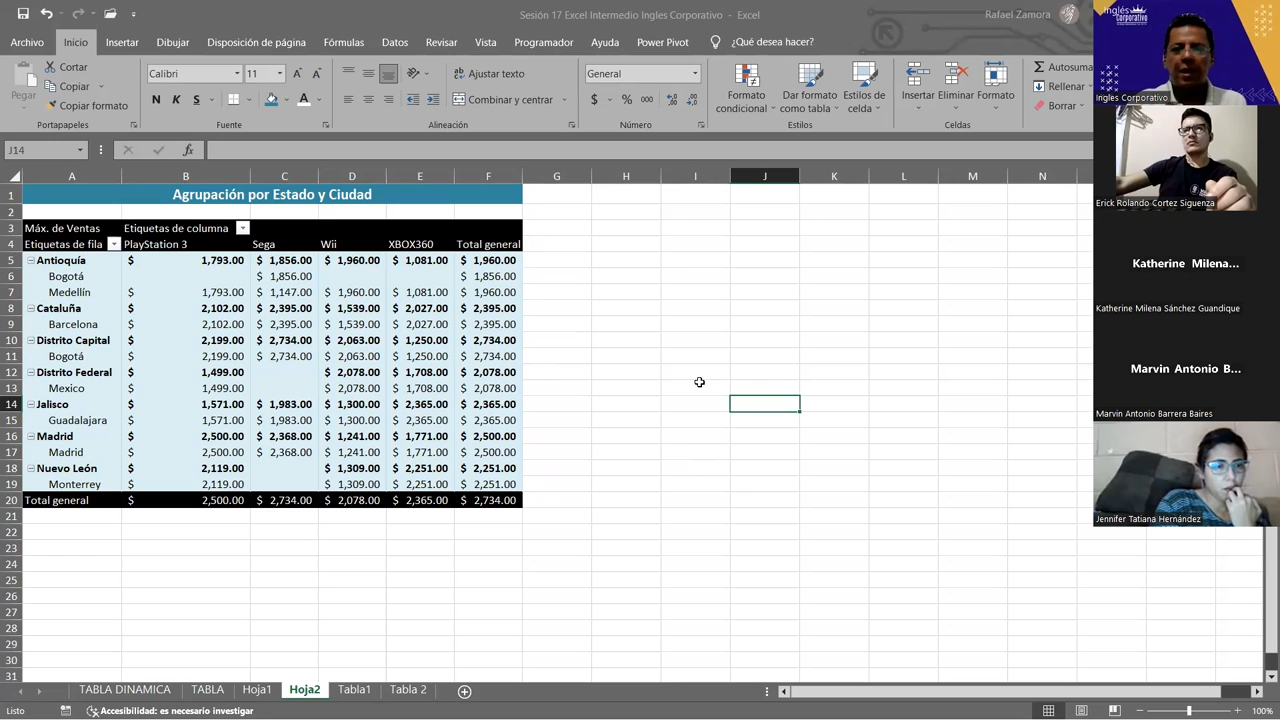 Sesión 17 Excel Intermedio Ingles Corporativo - Excel
Rafael Zamora
Archivo Inicio Insertar Dibujar Disposición de página Fórmulas Datos Revisar Vista Programador Ayuda Power Pivot ¿Qué desea hacer?
Pegar
Cortar
Copiar
Copiar formato
Portapapeles
Calibri 11
N K S
Fuente
Ajustar texto
Combinar y centrar
Alineación
General
$ % 000
Número
Formato condicional
Dar formato como tabla
Estilos de celda
Estilos
Insertar Eliminar Formato
Celdas
Autosuma
Rellenar
Borrar
J14
fx
A B C D E F G H I J K L M N
1 Agrupación por Estado y Ciudad
2
3 Máx. de Ventas Etiquetas de columna
4 Etiquetas de fila PlayStation 3 Sega Wii XBOX360 Total general
5 Antioquía $ 1,793.00 $ 1,856.00 $ 1,960.00 $ 1,081.00 $ 1,960.00
6 Bogotá $ 1,856.00 $ 1,856.00
7 Medellín $ 1,793.00 $ 1,147.00 $ 1,960.00 $ 1,081.00 $ 1,960.00
8 Cataluña $ 2,102.00 $ 2,395.00 $ 1,539.00 $ 2,027.00 $ 2,395.00
9 Barcelona $ 2,102.00 $ 2,395.00 $ 1,539.00 $ 2,027.00 $ 2,395.00
10 Distrito Capital $ 2,199.00 $ 2,734.00 $ 2,063.00 $ 1,250.00 $ 2,734.00
11 Bogotá $ 2,199.00 $ 2,734.00 $ 2,063.00 $ 1,250.00 $ 2,734.00
12 Distrito Federal $ 1,499.00 $ 2,078.00 $ 1,708.00 $ 2,078.00
13 Mexico $ 1,499.00 $ 2,078.00 $ 1,708.00 $ 2,078.00
14 Jalisco $ 1,571.00 $ 1,983.00 $ 1,300.00 $ 2,365.00 $ 2,365.00
15 Guadalajara $ 1,571.00 $ 1,983.00 $ 1,300.00 $ 2,365.00 $ 2,365.00
16 Madrid $ 2,500.00 $ 2,368.00 $ 1,241.00 $ 1,771.00 $ 2,500.00
17 Madrid $ 2,500.00 $ 2,368.00 $ 1,241.00 $ 1,771.00 $ 2,500.00
18 Nuevo León $ 2,119.00 $ 1,309.00 $ 2,251.00 $ 2,251.00
19 Monterrey $ 2,119.00 $ 1,309.00 $ 2,251.00 $ 2,251.00
20 Total general $ 2,500.00 $ 2,734.00 $ 2,078.00 $ 2,365.00 $ 2,734.00
21
22
23
24
25
26
27
28
29
30
31
TABLA DINAMICA TABLA Hoja1 Hoja2 Tabla1 Tabla 2
Listo Accesibilidad: es necesario investigar 100%
Inglés Corporativo
Ingles Corporativo
Erick Rolando Cortez Siguenza
Katherine Milena...
Katherine Milena Sánchez Guandique
Marvin Antonio B...
Marvin Antonio Barrera Baires
Jennifer Tatiana Hernández